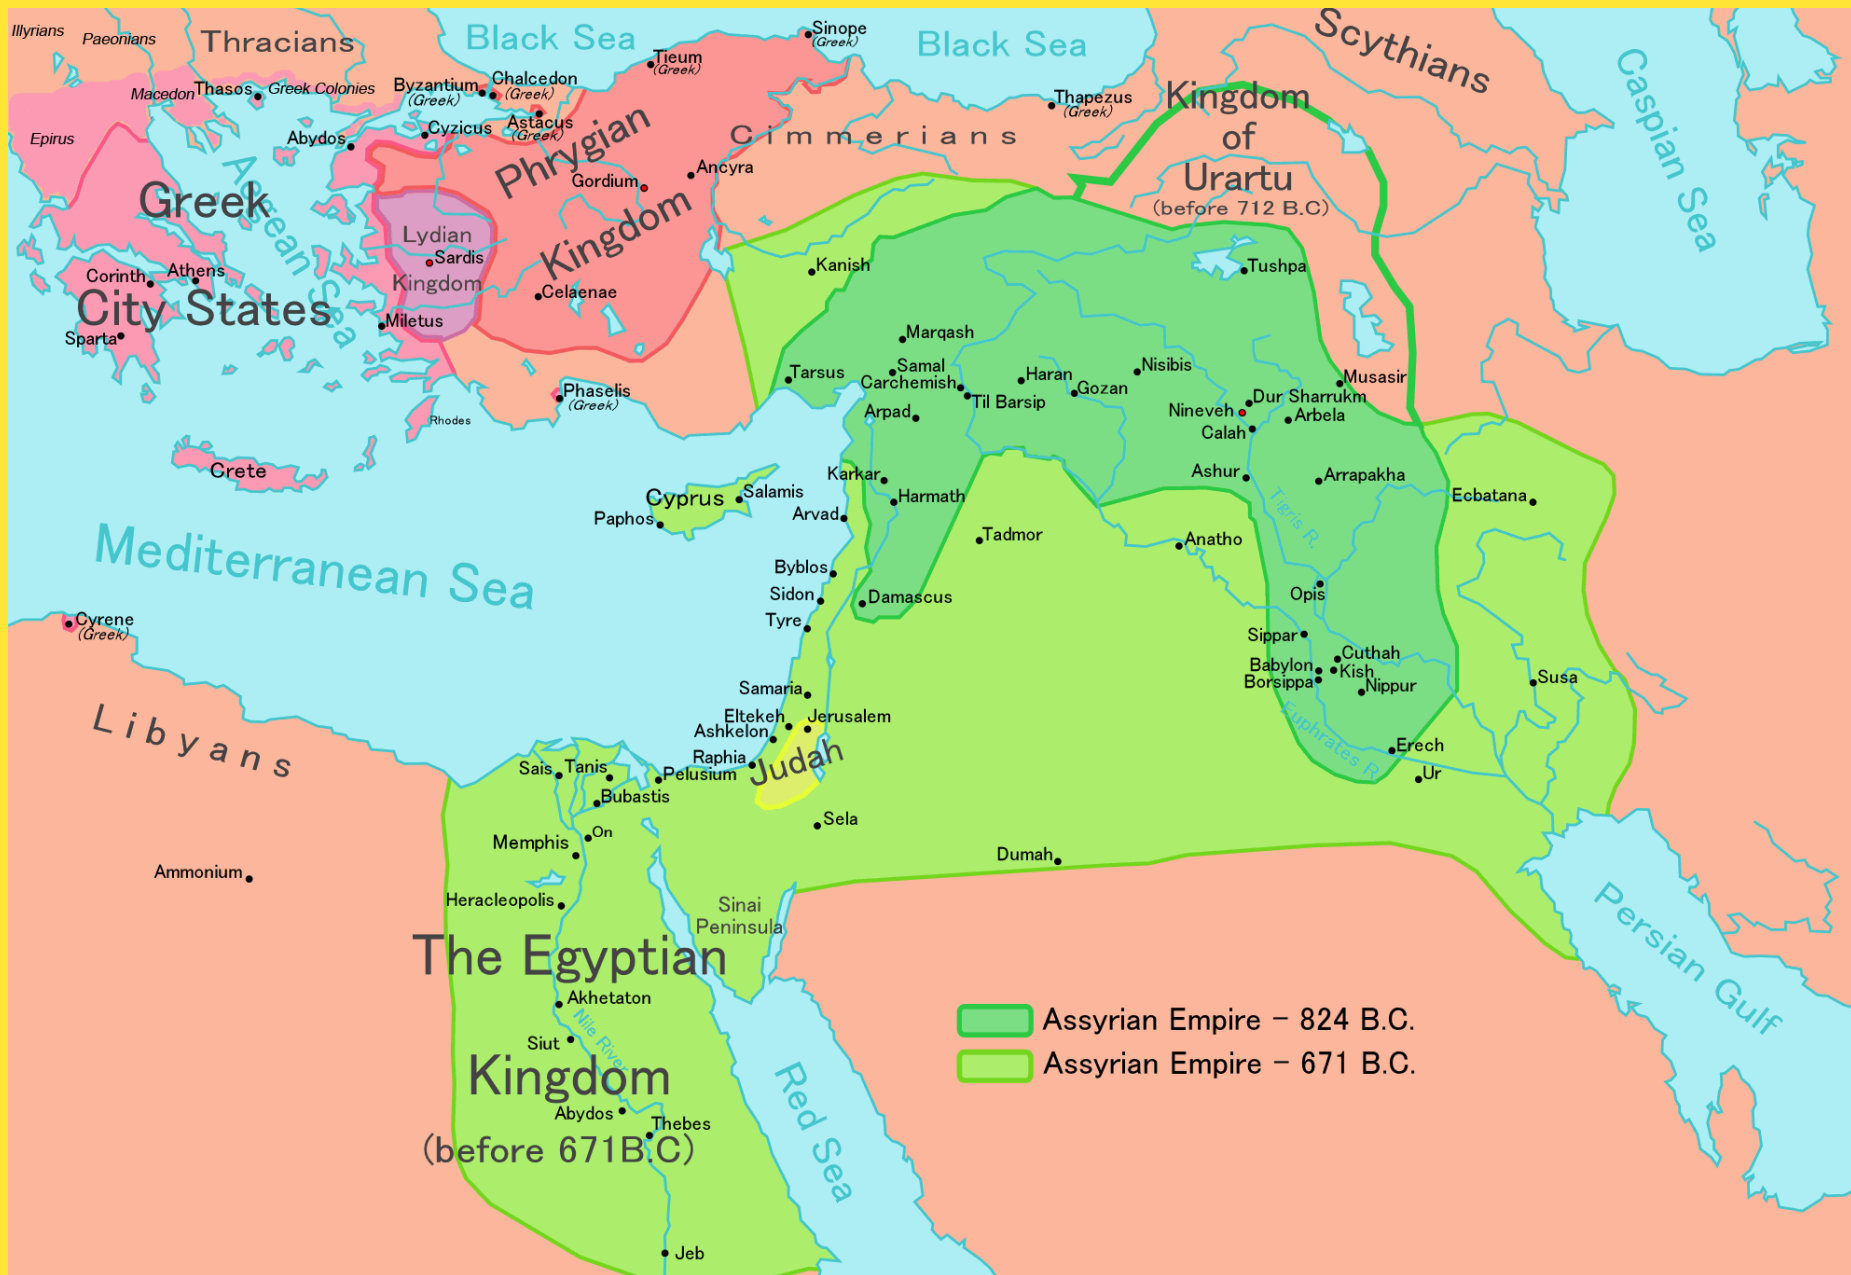 Illyrians
Paeonians
Thracians
Black Sea
Sinope
(Greek)
Black Sea
Scythians
Caspian Sea
Tieum
(Greek)
Macedon
Thasos
Greek Colonies
Byzantium
(Greek)
Chalcedon
(Greek)
Astacus
(Greek)
Thapezus
(Greek)
Kingdom
of
Urartu
(before 712 B.C)
Epirus
Abydos
Cyzicus
Phrygian
Kingdom
Cimmerians
Gordium
Ancyra
Aegean Sea
Greek
City States
Corinth
Athens
Sparta
Lydian
Sardis
Kingdom
Miletus
Celaenae
Kanish
Tushpa
Marqash
Tarsus
Samal
Carchemish
Til Barsip
Haran
Gozan
Nisibis
Musasir
Dur Sharrukm
Nineveh
Arbela
Calah
Arpad
Phaselis
(Greek)
Rhodes
Crete
Karkar
Harmath
Ashur
Arrapakha
Ecbatana
Cyprus
Salamis
Paphos
Arvad
Tadmor
Anatho
Tigris R.
Mediterranean Sea
Byblos
Sidon
Damascus
Tyre
Opis
Cyrene
(Greek)
Sippar
Cuthah
Babylon
Kish
Borsippa
Nippur
Susa
Samaria
Eltekeh
Jerusalem
Ashkelon
Raphia
Judah
Euphrates R.
Erech
Ur
Libyans
Sais
Tanis
Pelusium
Bubastis
Sela
On
Memphis
Dumah
Ammonium
Heracleopolis
Sinai
Peninsula
Persian Gulf
The Egyptian
Kingdom
(before 671B.C)
Akhetaton
Nile River
Siut
Abydos
Thebes
Red Sea
Jeb
Assyrian Empire – 824 B.C.
Assyrian Empire – 671 B.C.